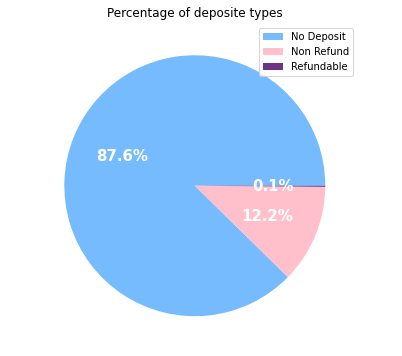 Percentage of deposite types
No Deposit
Non Refund
Refundable
87.6%
0.1%
12.2%